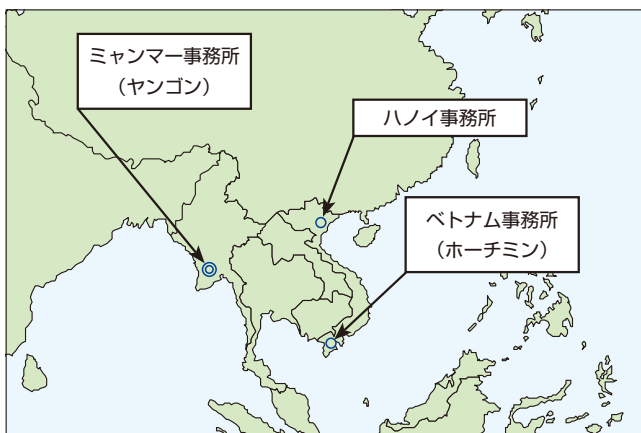 ミャンマー事務所
（ヤンゴン）
ハノイ事務所
ベトナム事務所
（ホーチミン）